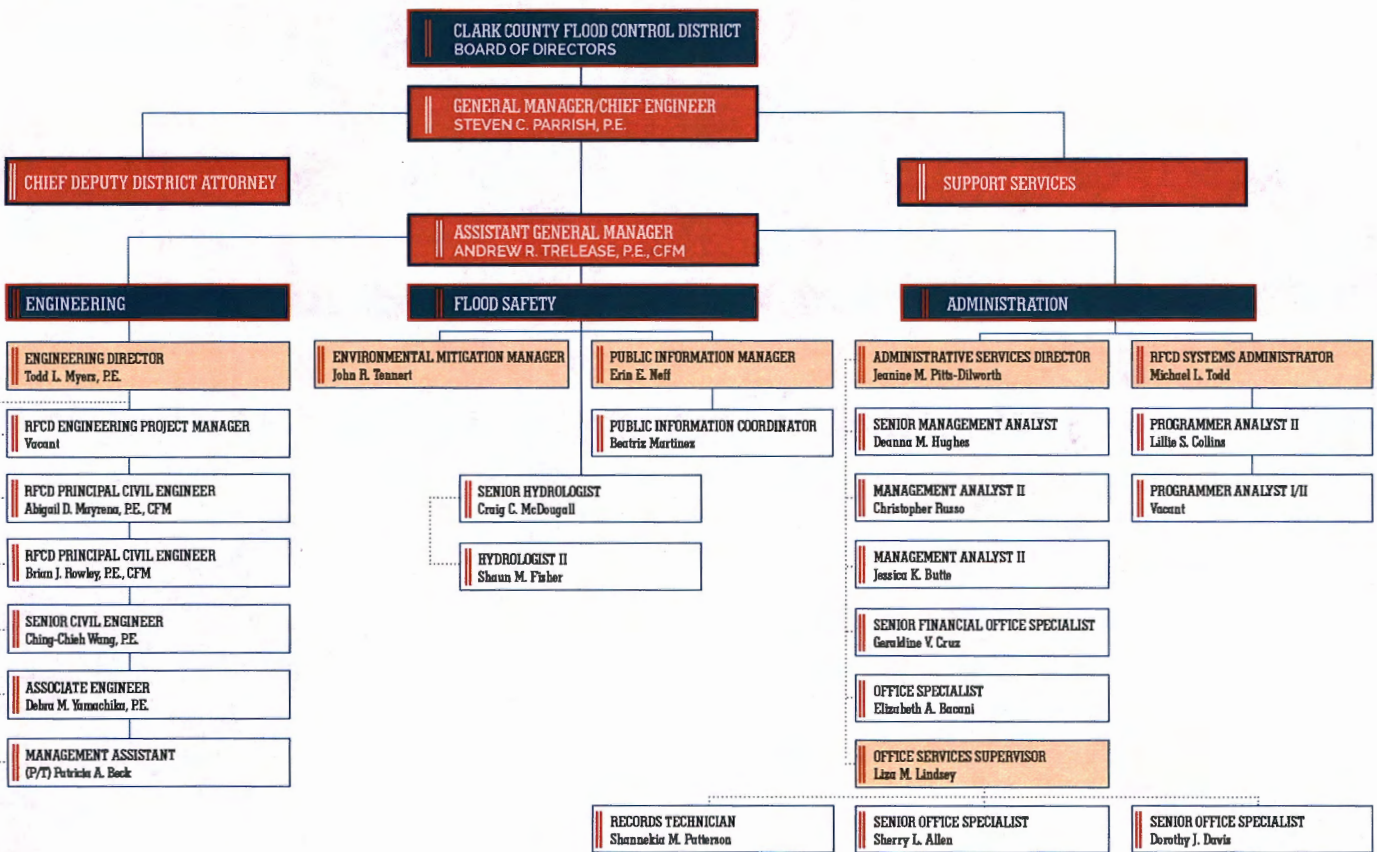 CLARK COUNTY FLOOD CONTROL DISTRICT
BOARD OF DIRECTORS
GENERAL MANAGER/CHIEF ENGINEER
STEVEN C. PARRISH, P.E.
CHIEF DEPUTY DISTRICT ATTORNEY
SUPPORT SERVICES
ASSISTANT GENERAL MANAGER
ANDREW R. TRELEASE, P.E., CFM
ENGINEERING
ENGINEERING DIRECTOR
Todd L. Myers, P.E.
RFCD ENGINEERING PROJECT MANAGER
Vacant
RFCD PRINCIPAL CIVIL ENGINEER
Abigail D. Mayrena, P.E., CFM
RFCD PRINCIPAL CIVIL ENGINEER
Brian J. Rowley, P.E., CFM
SENIOR CIVIL ENGINEER
Ching-Chieh Wang, P.E.
ASSOCIATE ENGINEER
Debra M. Yamachika, P.E.
MANAGEMENT ASSISTANT
(P/T) Patricia A. Beck
FLOOD SAFETY
ENVIRONMENTAL MITIGATION MANAGER
John R. Tennert
PUBLIC INFORMATION MANAGER
Erin E. Neff
PUBLIC INFORMATION COORDINATOR
Beatriz Martinez
SENIOR HYDROLOGIST
Craig C. McDougall
HYDROLOGIST II
Shaun M. Fisher
ADMINISTRATION
ADMINISTRATIVE SERVICES DIRECTOR
Jeanine M. Pitts-Dilworth
SENIOR MANAGEMENT ANALYST
Deanna M. Hughes
MANAGEMENT ANALYST II
Christopher Russo
MANAGEMENT ANALYST II
Jessica K. Butte
SENIOR FINANCIAL OFFICE SPECIALIST
Geraldine V. Cruz
OFFICE SPECIALIST
Elizabeth A. Bacani
OFFICE SERVICES SUPERVISOR
Liza M. Lindsey
RFCD SYSTEMS ADMINISTRATOR
Michael L. Todd
PROGRAMMER ANALYST II
Lillie S. Collins
PROGRAMMER ANALYST I/II
Vacant
RECORDS TECHNICIAN
Shannekia M. Patterson
SENIOR OFFICE SPECIALIST
Sherry L. Allen
SENIOR OFFICE SPECIALIST
Dorothy J. Davis